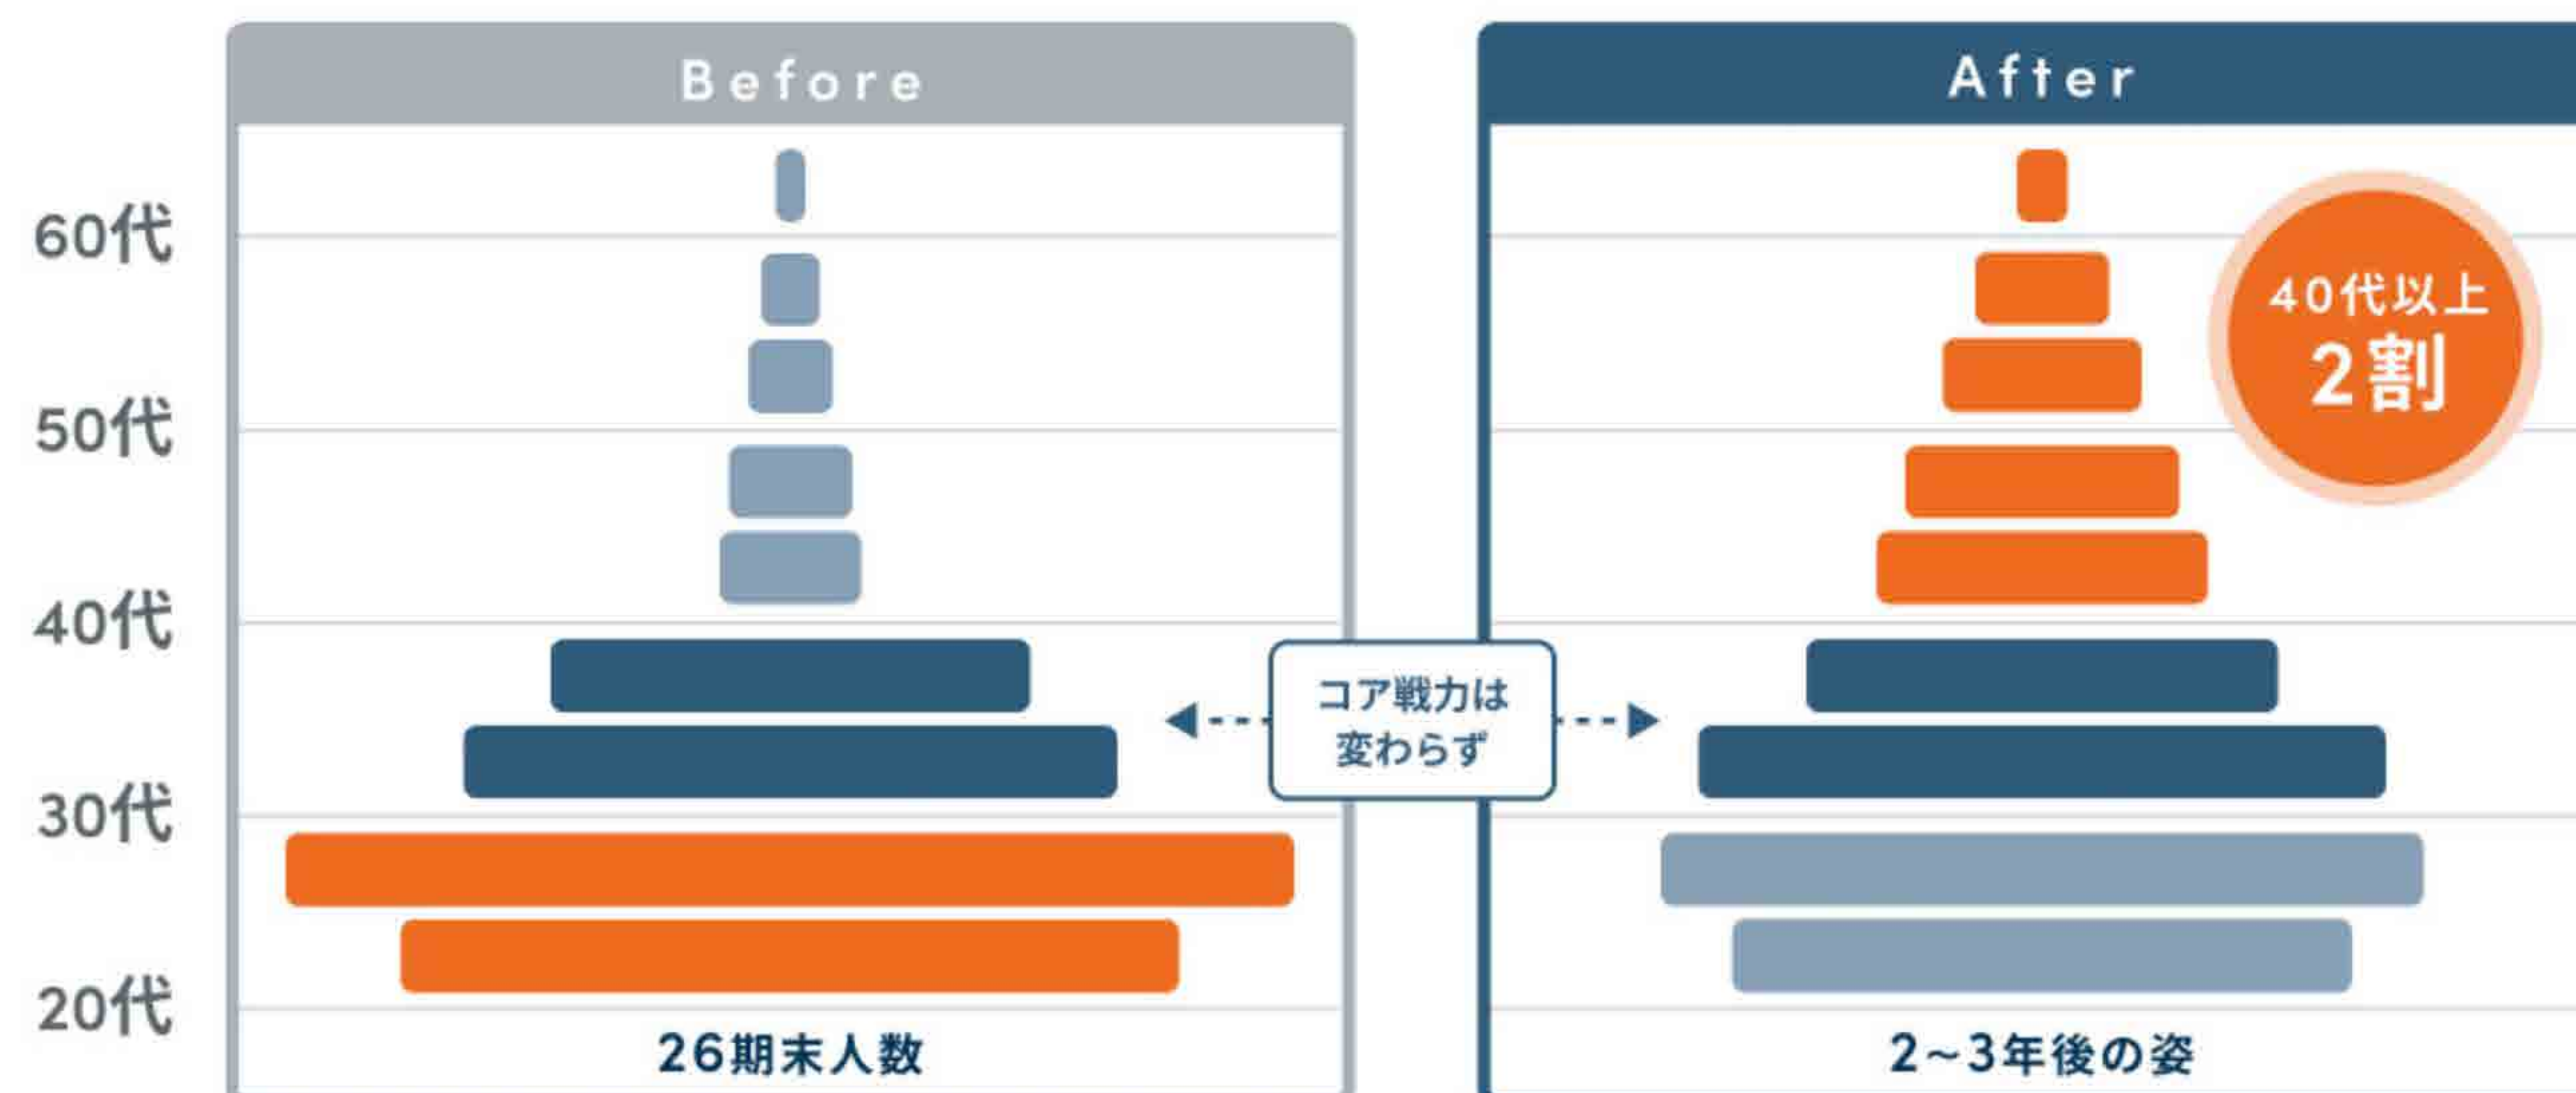 Before
After
60代
50代
40代
30代
20代
40代以上
2割
コア戦力は
変わらず
26期末人数
2~3年後の姿